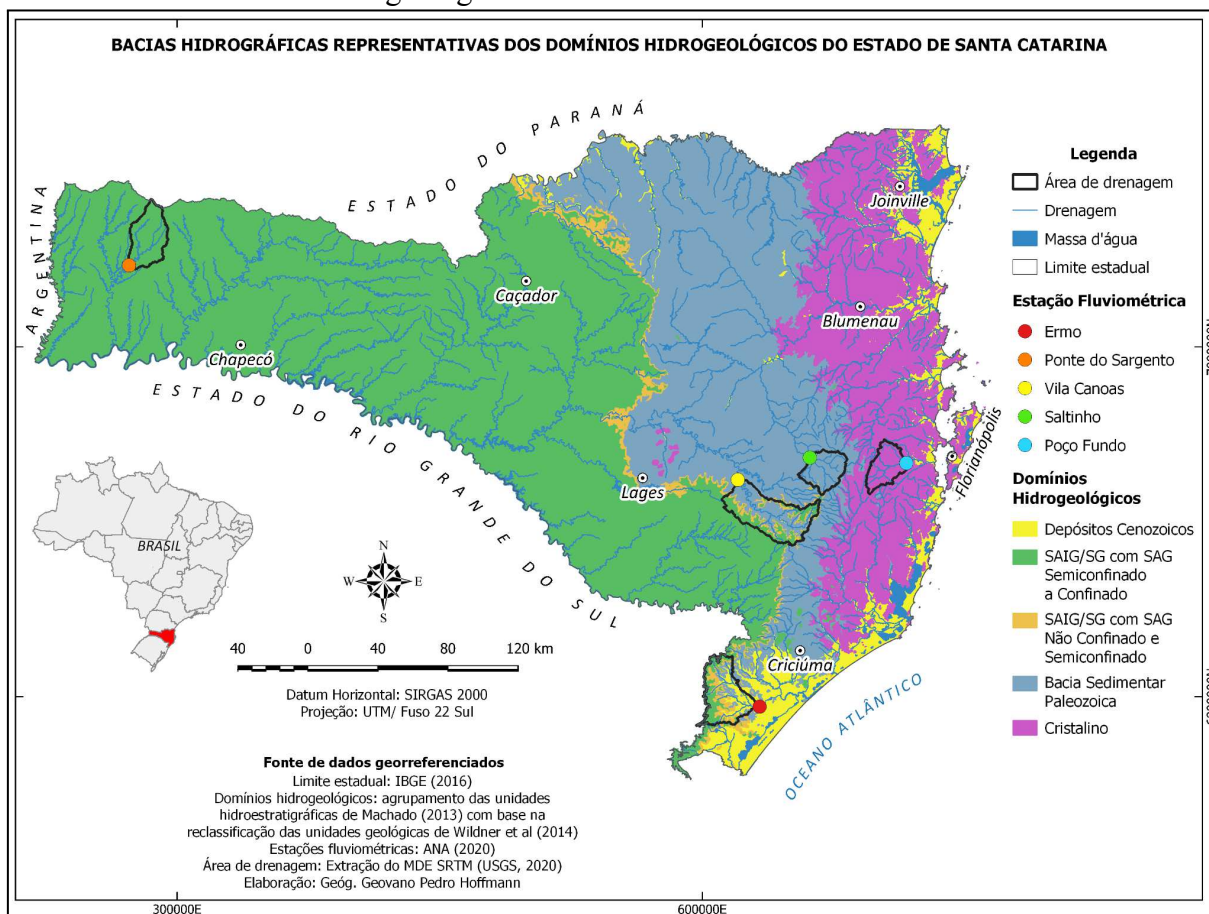 BACIAS HIDROGRÁFICAS REPRESENTATIVAS DOS DOMÍNIOS HIDROGEOLÓGICOS DO ESTADO DE SANTA CATARINA
ESTADO DO PARANÁ
ARGENTINA
Joinville
Caçador
Blumenau
Chapecó
ESTADO DO RIO GRANDE DO SUL
Florianópolis
Lages
Criciúma
OCEANO ATLÂNTICO
BRASIL
N
W
E
S
40
0
40
80
120 km
Datum Horizontal: SIRGAS 2000
Projeção: UTM/ Fuso 22 Sul
Fonte de dados georreferenciados
Limite estadual: IBGE (2016)
Domínios hidrogeológicos: agrupamento das unidades
hidroestratigráficas de Machado (2013) com base na
reclassificação das unidades geológicas de Wildner et al (2014)
Estações fluviométricas: ANA (2020)
Área de drenagem: Extração do MDE SRTM (USGS, 2020)
Elaboração: Geóg. Geovano Pedro Hoffmann
Legenda
Área de drenagem
Drenagem
Massa d'água
Limite estadual
Estação Fluviométrica
Ermo
Ponte do Sargento
Vila Canoas
Saltinho
Poço Fundo
Domínios
Hidrogeológicos
Depósitos Cenozoicos
SAIG/SG com SAG
Semiconfinado
a Confinado
SAIG/SG com SAG
Não Confinado e
Semiconfinado
Bacia Sedimentar
Paleozoica
Cristalino
300000E
600000E